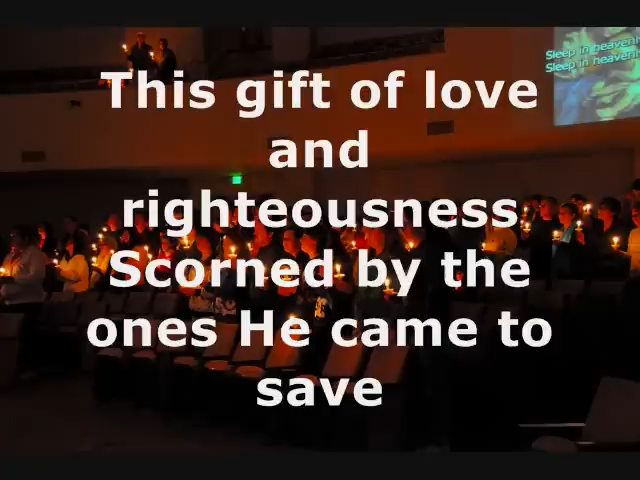 Sleep in heavenly
Sleep in heavenly
This gift of love
and
righteousness
Scorned by the
ones He came to
save